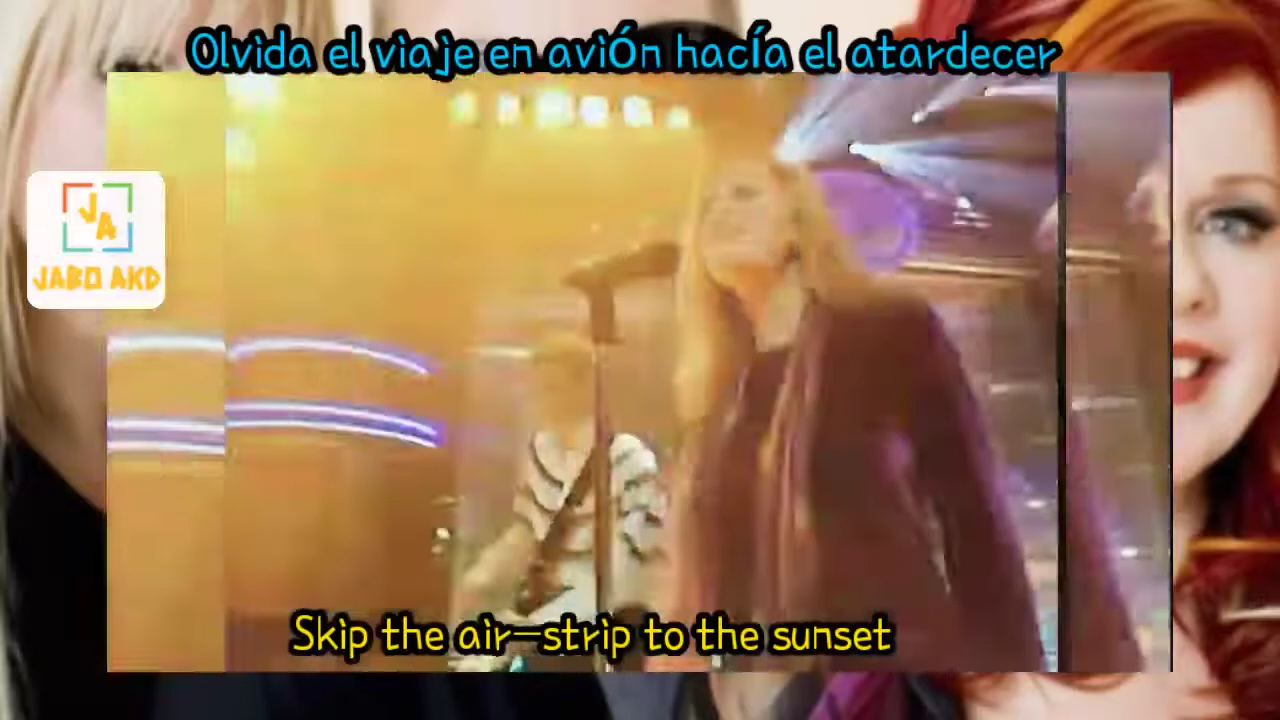 Olvida el viaje en avión hacía el atardecer
JA
JABO AKD
Skip the air-strip to the sunset